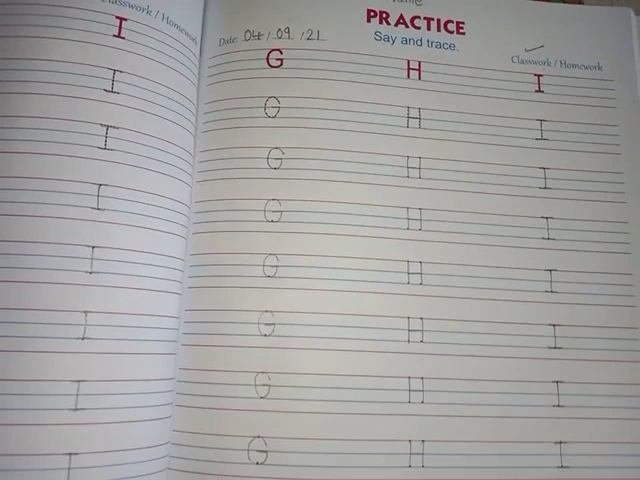 Classwork / Homework
I
I
I
I
I
I
I
I
PRACTICE
Say and trace.
Date: 04 / 09 / 21
Classwork / Homework
G H I
G H I
G H I
G H I
G H I
G H I
G H I
G H I